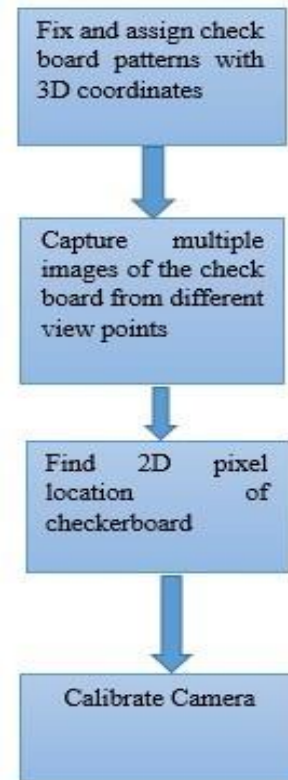 Fix and assign check
board patterns with
3D coordinates
Capture multiple
images of the check
board from different
view points
Find 2D pixel
location of
checkerboard
Calibrate Camera